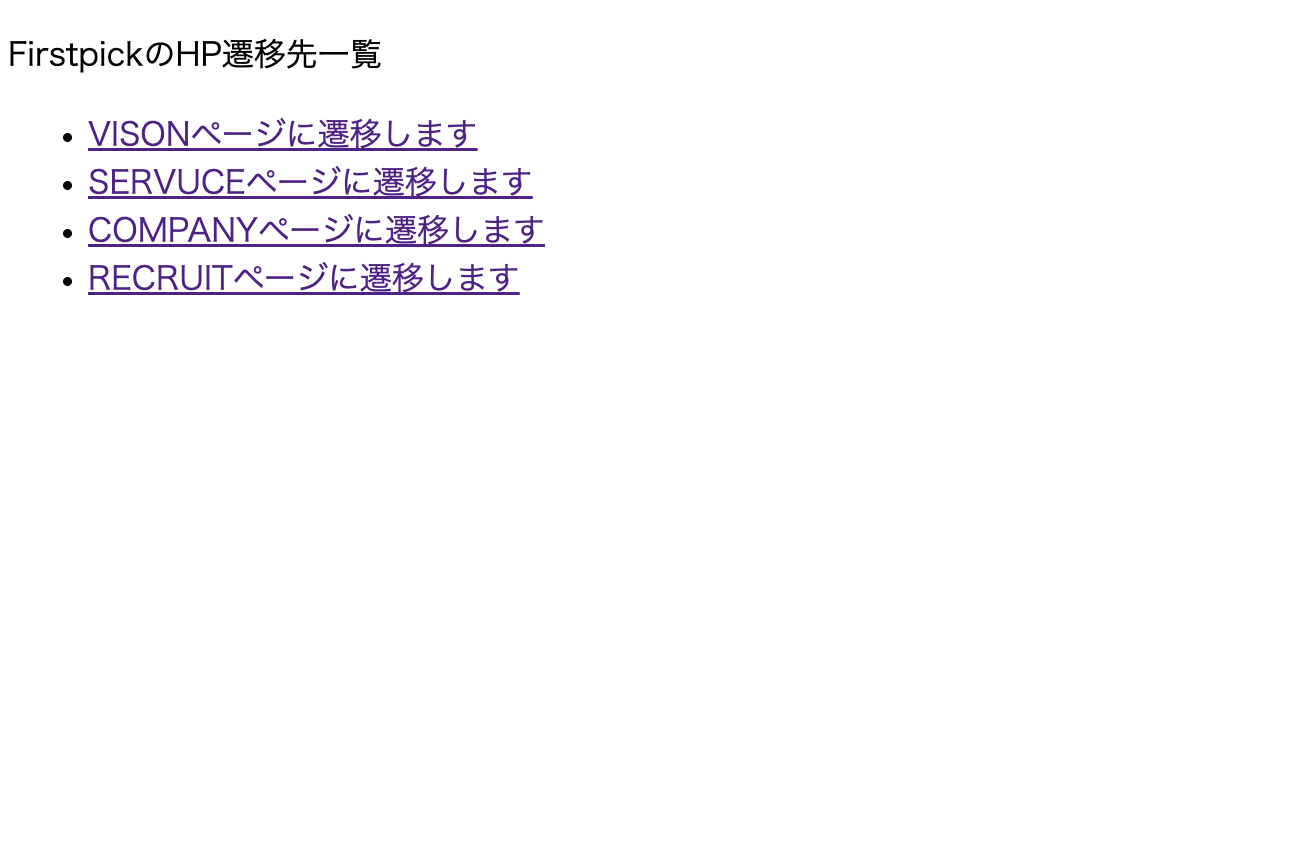 FirstpickのHP遷移先一覧
VISONページに遷移します
SERVUCEページに遷移します
COMPANYページに遷移します
RECRUITページに遷移します